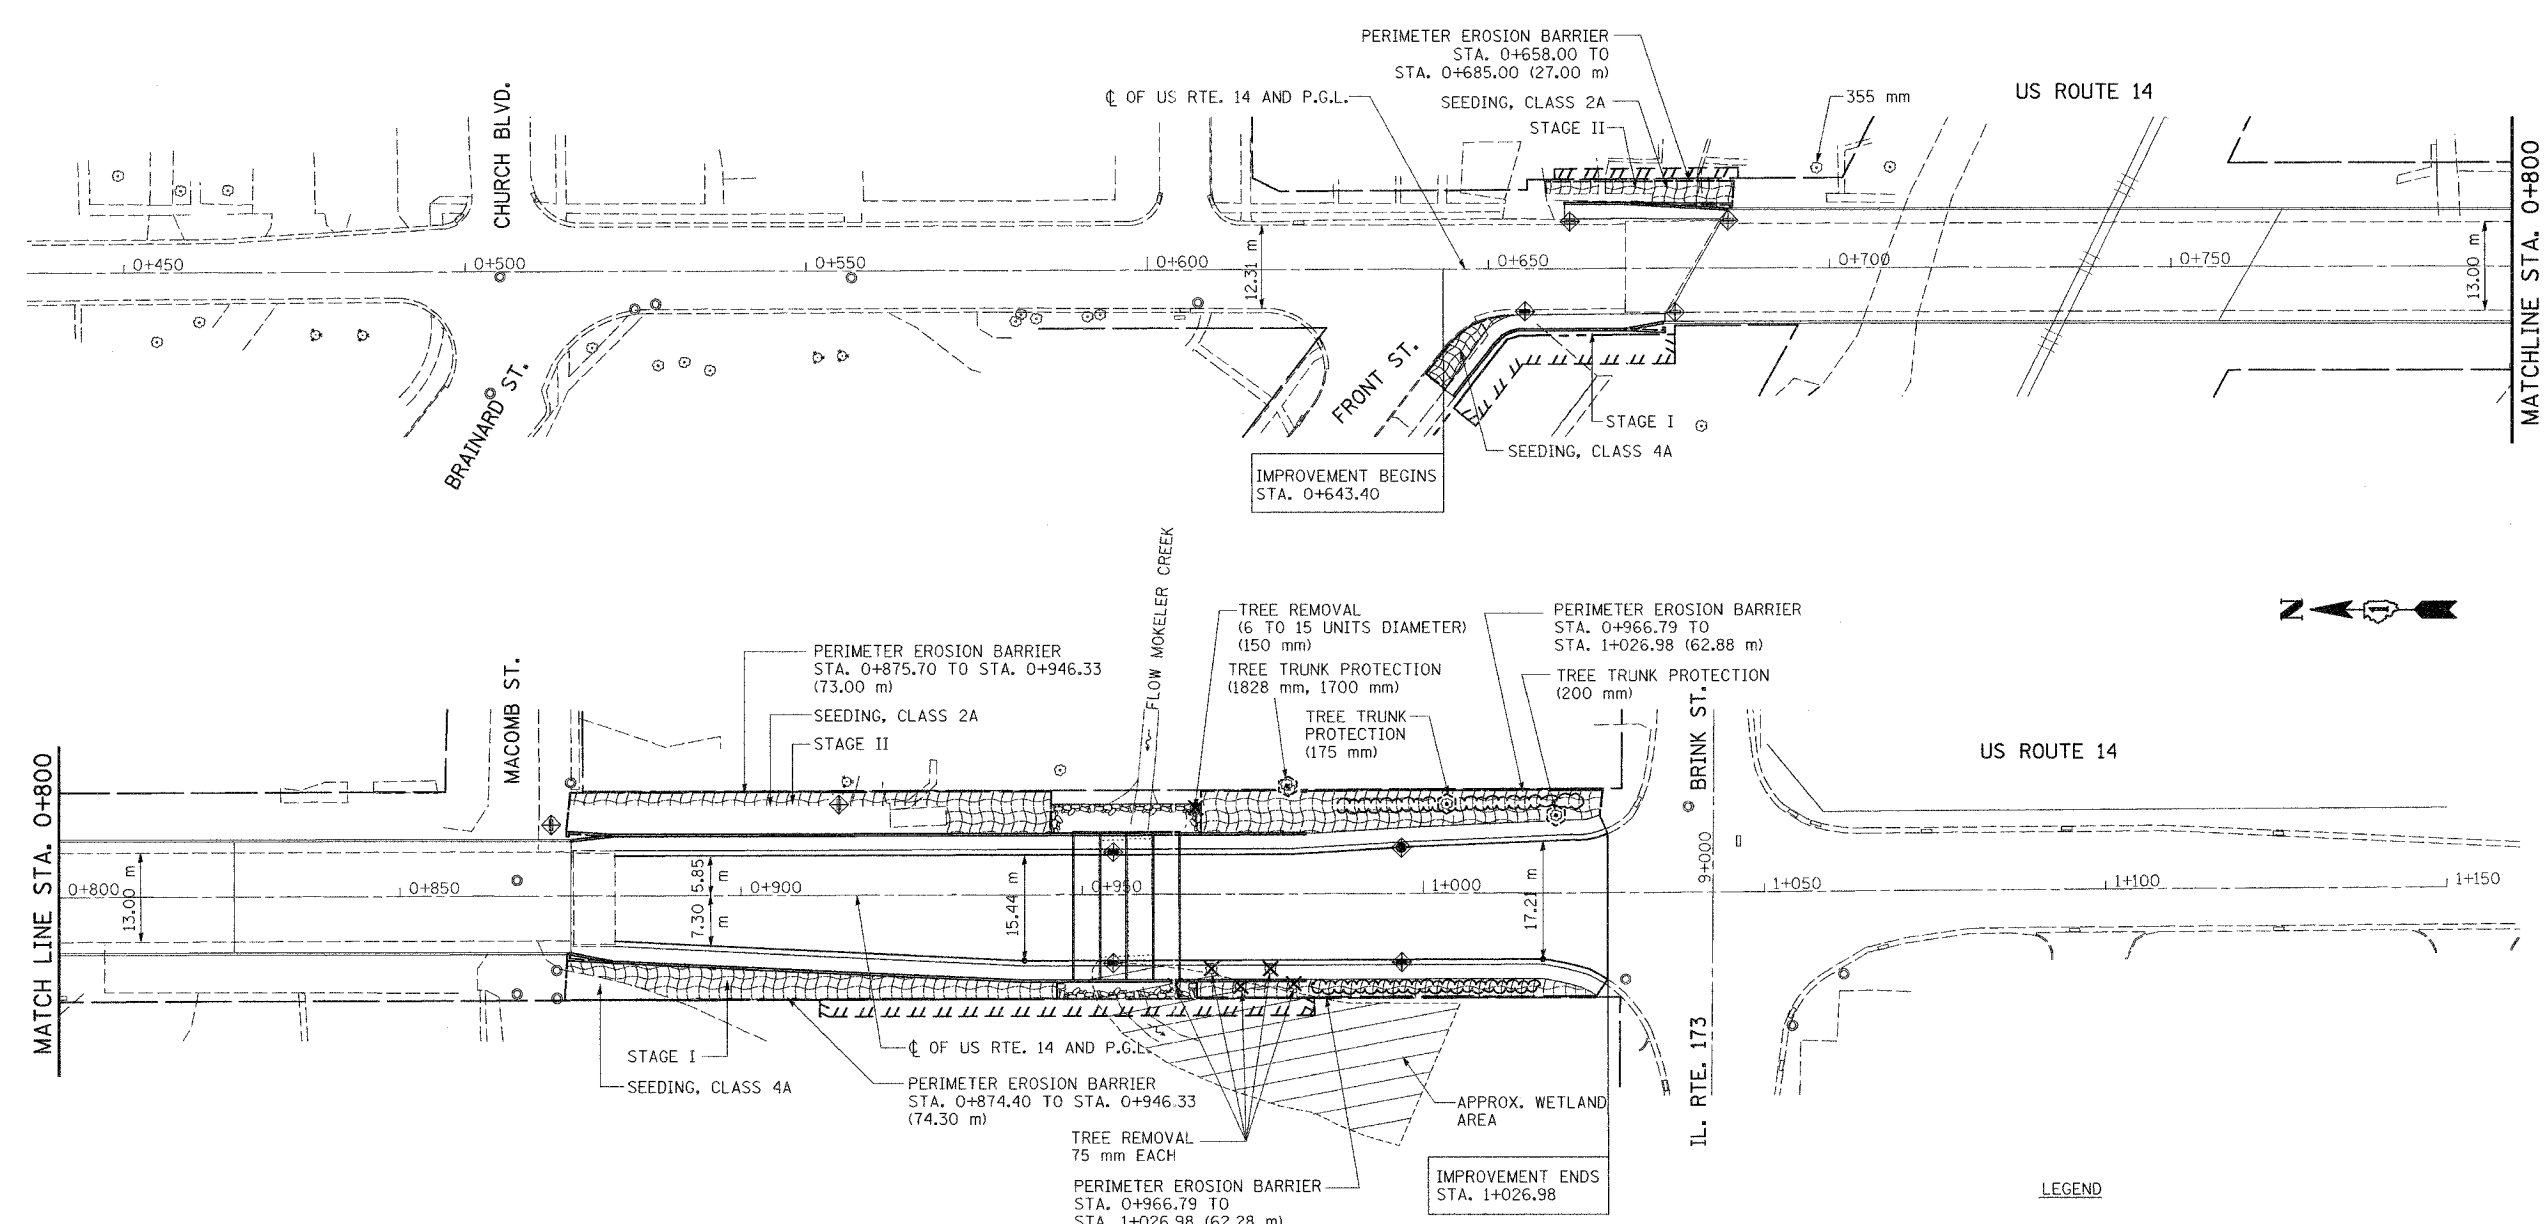 PERIMETER EROSION BARRIER
STA. 0+658.00 TO
STA. 0+685.00 (27.00 m)
℄ OF US RTE. 14 AND P.G.L.
SEEDING, CLASS 2A
STAGE II
355 mm
US ROUTE 14
CHURCH BLVD.
MATCHLINE STA. 0+800
0+450
0+500
0+550
0+600
0+650
0+700
0+750
12.31 m
13.00 m
BRAINARD ST.
FRONT ST.
STAGE I
SEEDING, CLASS 4A
IMPROVEMENT BEGINS
STA. 0+643.40
FLOW MOKELER CREEK
N
TREE REMOVAL
(6 TO 15 UNITS DIAMETER)
(150 mm)
PERIMETER EROSION BARRIER
STA. 0+966.79 TO
STA. 1+026.98 (62.88 m)
PERIMETER EROSION BARRIER
STA. 0+875.70 TO STA. 0+946.33
(73.00 m)
TREE TRUNK PROTECTION
(1828 mm, 1700 mm)
TREE TRUNK PROTECTION
(200 mm)
SEEDING, CLASS 2A
STAGE II
TREE TRUNK
PROTECTION
(175 mm)
MACOMB ST.
BRINK ST.
US ROUTE 14
MATCH LINE STA. 0+800
0+800
0+850
0+900
0+950
1+000
9+000
1+050
1+100
1+150
13.00 m
5.85 m
7.30 m
15.44 m
17.21 m
STAGE I
SEEDING, CLASS 4A
℄ OF US RTE. 14 AND P.G.L.
PERIMETER EROSION BARRIER
STA. 0+874.40 TO STA. 0+946.33
(74.30 m)
APPROX. WETLAND
AREA
IL. RTE. 173
TREE REMOVAL
75 mm EACH
IMPROVEMENT ENDS
STA. 1+026.98
PERIMETER EROSION BARRIER
STA. 0+966.79 TO
STA. 1+026.98 (62.28 m)
LEGEND